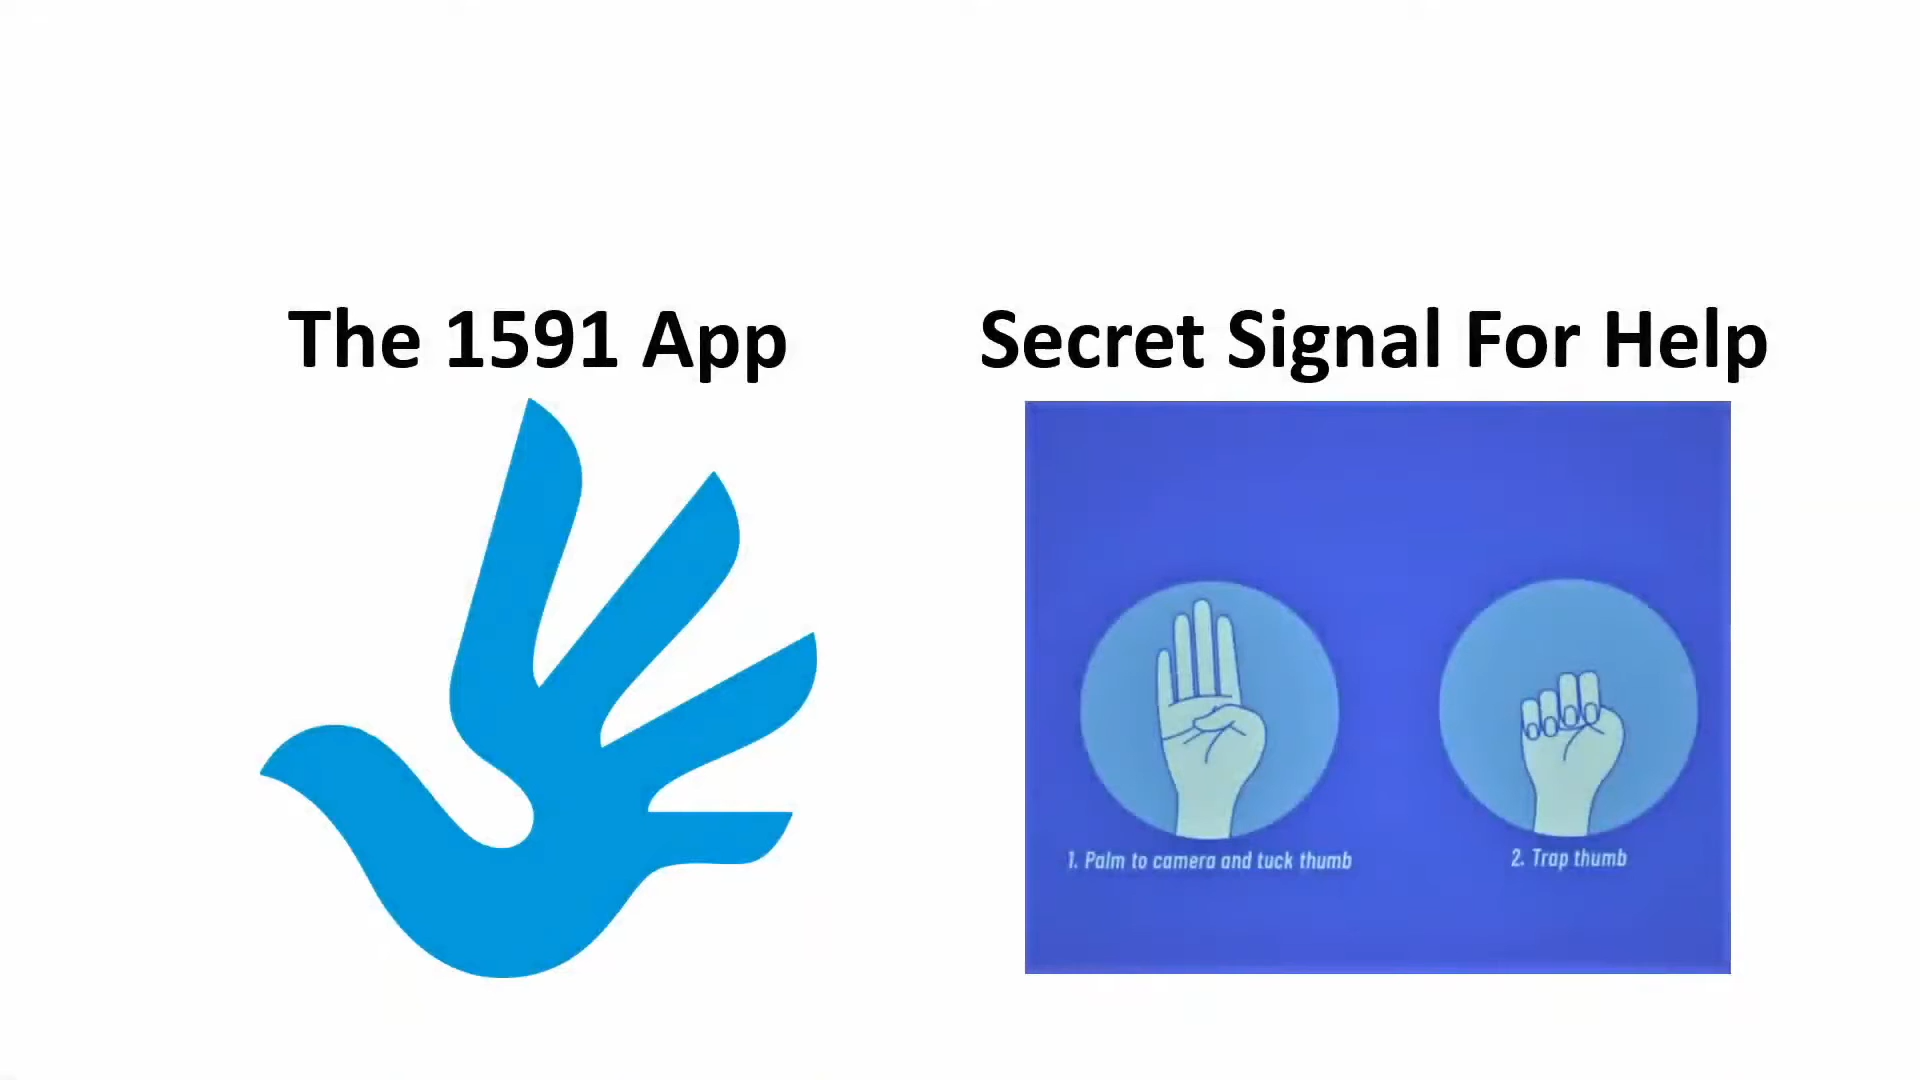 The 1591 App
Secret Signal For Help
1. Palm to camera and tuck thumb
2. Trap thumb